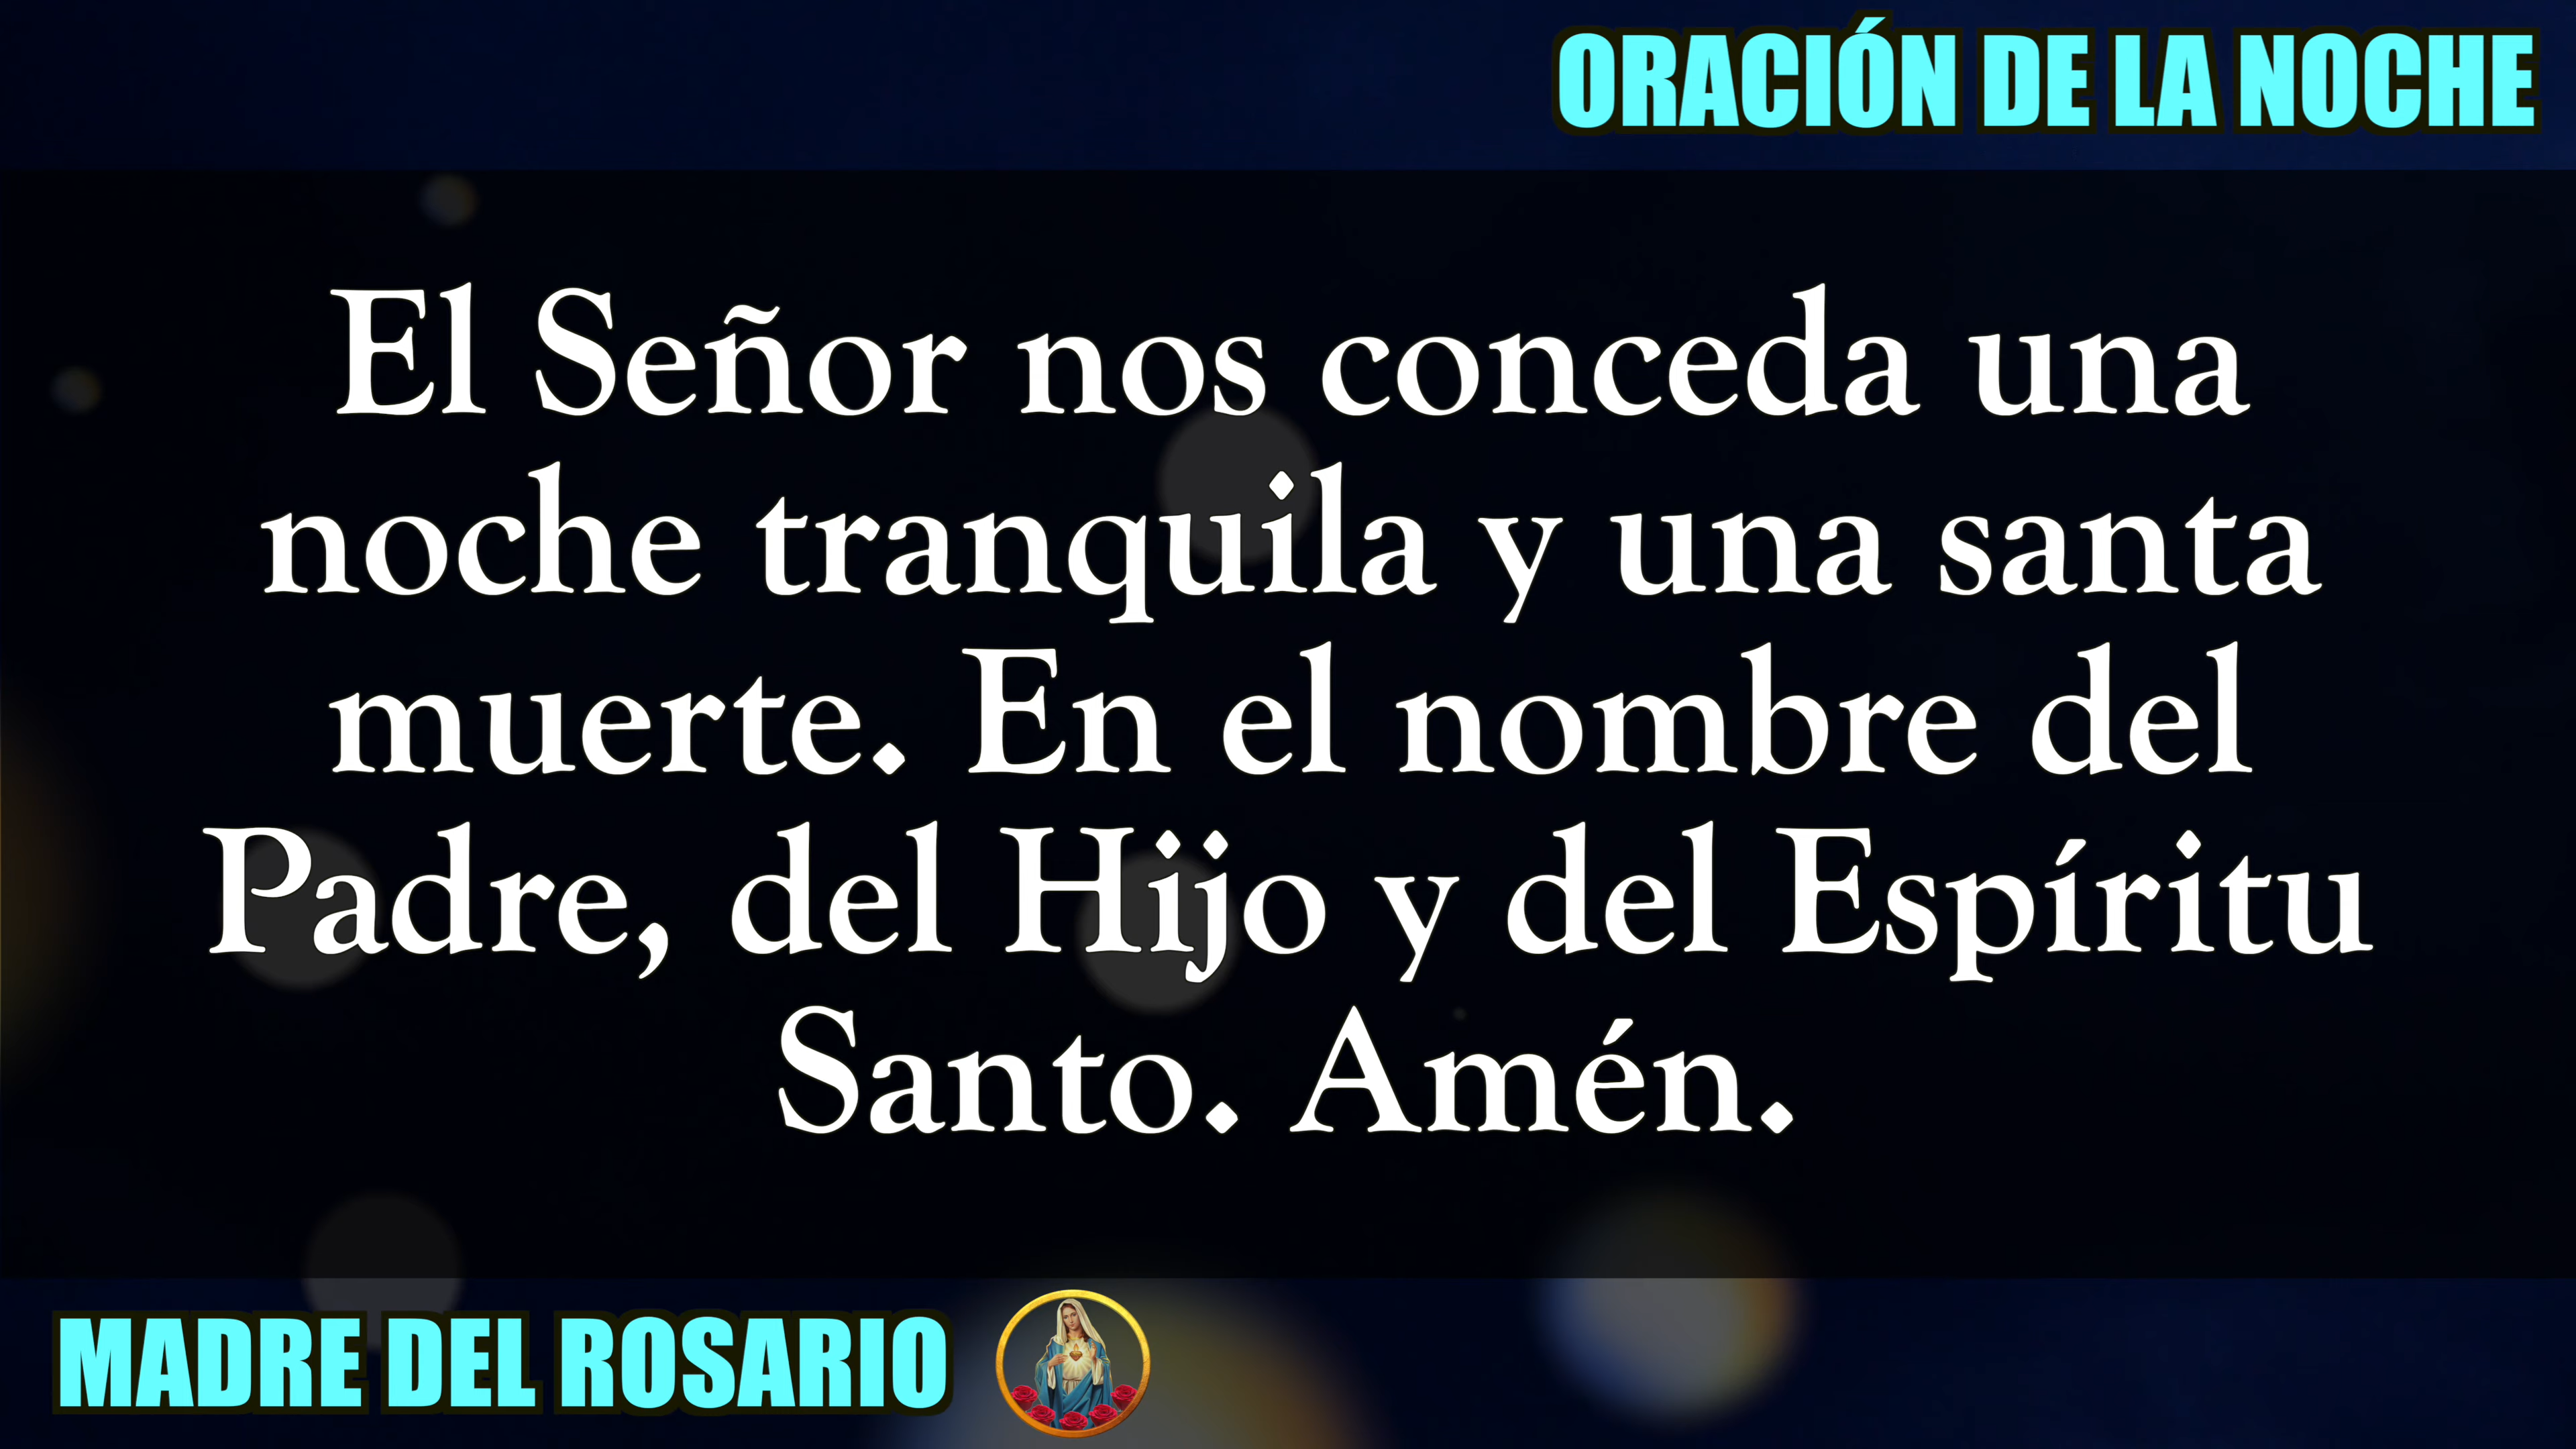 ORACIÓN DE LA NOCHE
El Señor nos conceda una
noche tranquila y una santa
muerte. En el nombre del
Padre, del Hijo y del Espíritu
Santo. Amén.
MADRE DEL ROSARIO